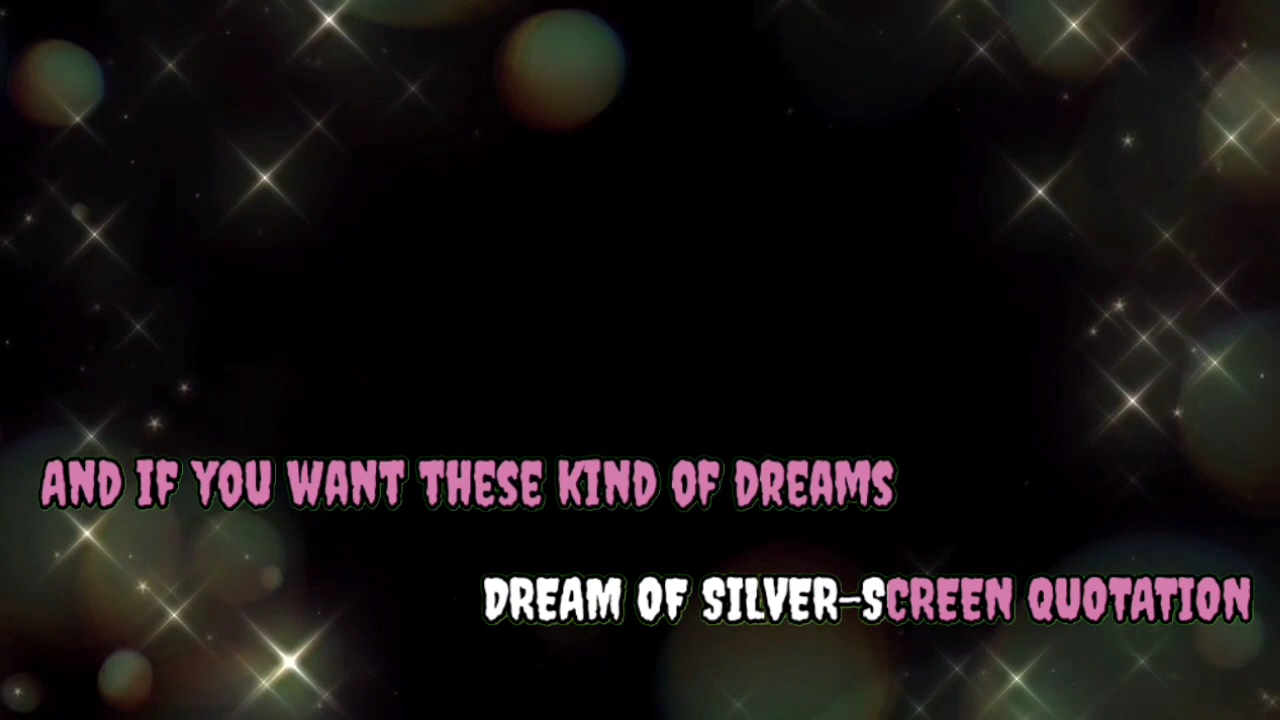 AND IF YOU WANT THESE KIND OF DREAMS
DREAM OF SILVER-SCREEN QUOTATION